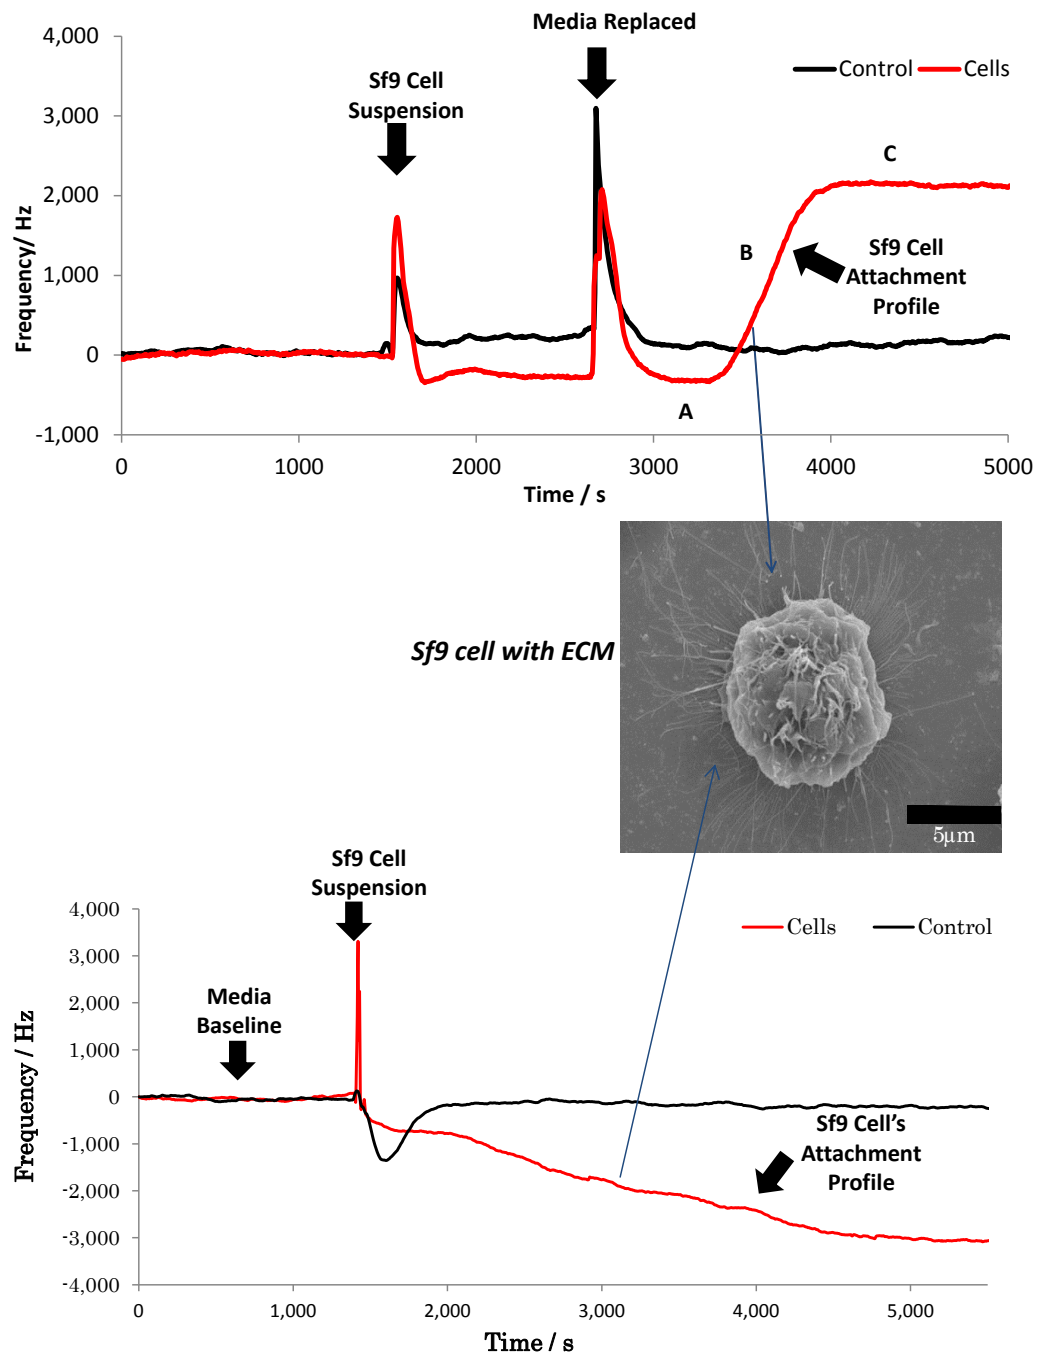 Media Replaced
4,000
Control Cells
Sf9 Cell
Suspension
3,000
C
2,000
B
Sf9 Cell
Attachment
Profile
1,000
0
A
-1,000
Frequency/ Hz
0 1000 2000 3000 4000 5000
Time / s
Sf9 cell with ECM
5μm
Sf9 Cell
Suspension
4,000
Cells Control
3,000
Media
Baseline
2,000
1,000
0
-1,000
Sf9 Cell's
Attachment
Profile
-2,000
-3,000
-4,000
Frequency / Hz
0 1,000 2,000 3,000 4,000 5,000
Time / s